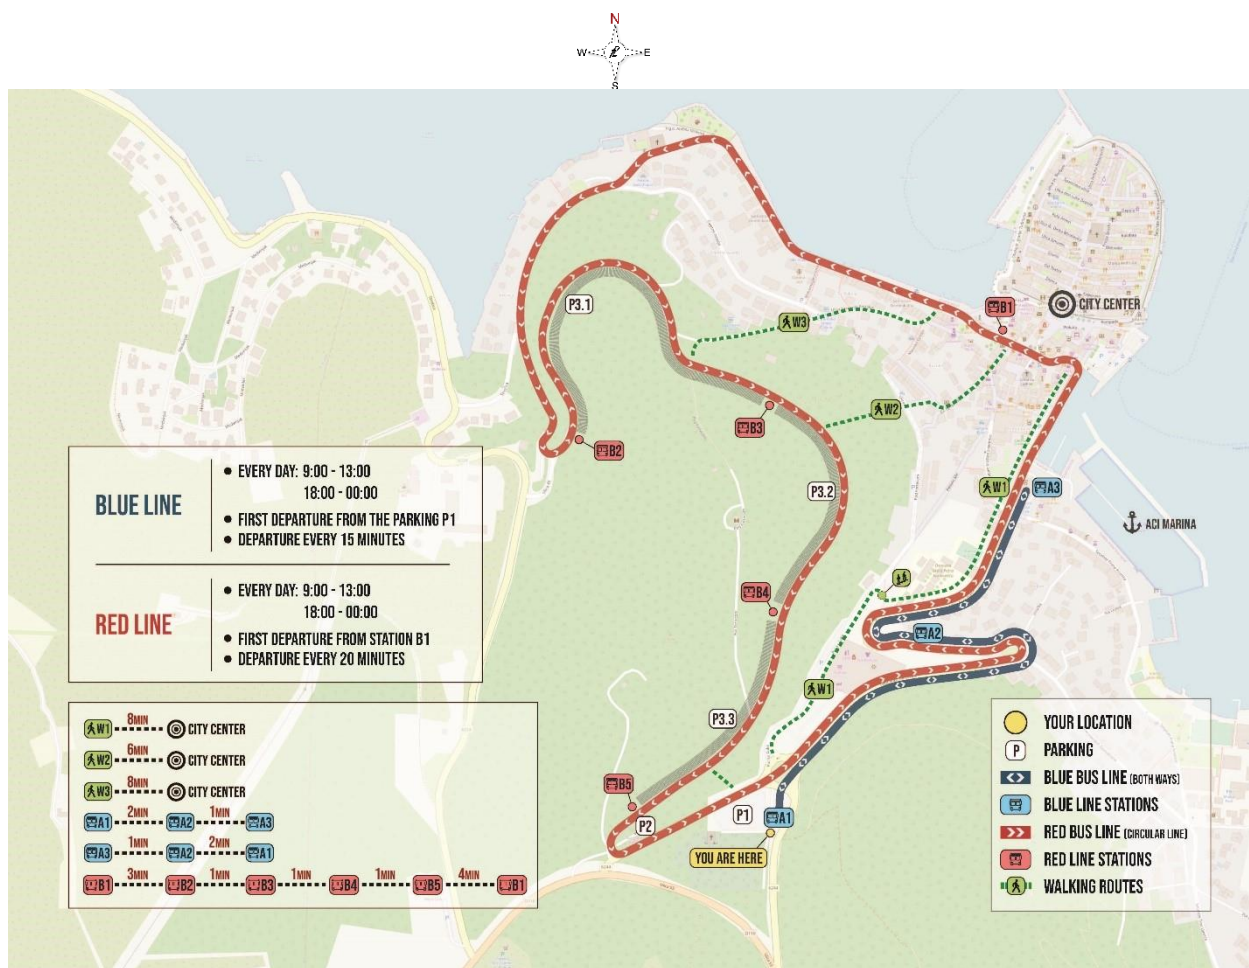 N
W
E
S
P3.1
W3
B1
CITY CENTER
W2
B3
B2
P3.2
W1
A3
ACI MARINA
B4
A2
W1
P3.3
B5
P2
P1
A1
YOU ARE HERE
BLUE LINE
EVERY DAY: 9:00 - 13:00
18:00 - 00:00
FIRST DEPARTURE FROM THE PARKING P1
DEPARTURE EVERY 15 MINUTES
RED LINE
EVERY DAY: 9:00 - 13:00
18:00 - 00:00
FIRST DEPARTURE FROM STATION B1
DEPARTURE EVERY 20 MINUTES
W1 8MIN CITY CENTER
W2 6MIN CITY CENTER
W3 8MIN CITY CENTER
A1 2MIN A2 1MIN A3
A3 1MIN A2 2MIN A1
B1 3MIN B2 1MIN B3 1MIN B4 1MIN B5 4MIN B1
YOUR LOCATION
P PARKING
BLUE BUS LINE (BOTH WAYS)
BLUE LINE STATIONS
RED BUS LINE (CIRCULAR LINE)
RED LINE STATIONS
WALKING ROUTES